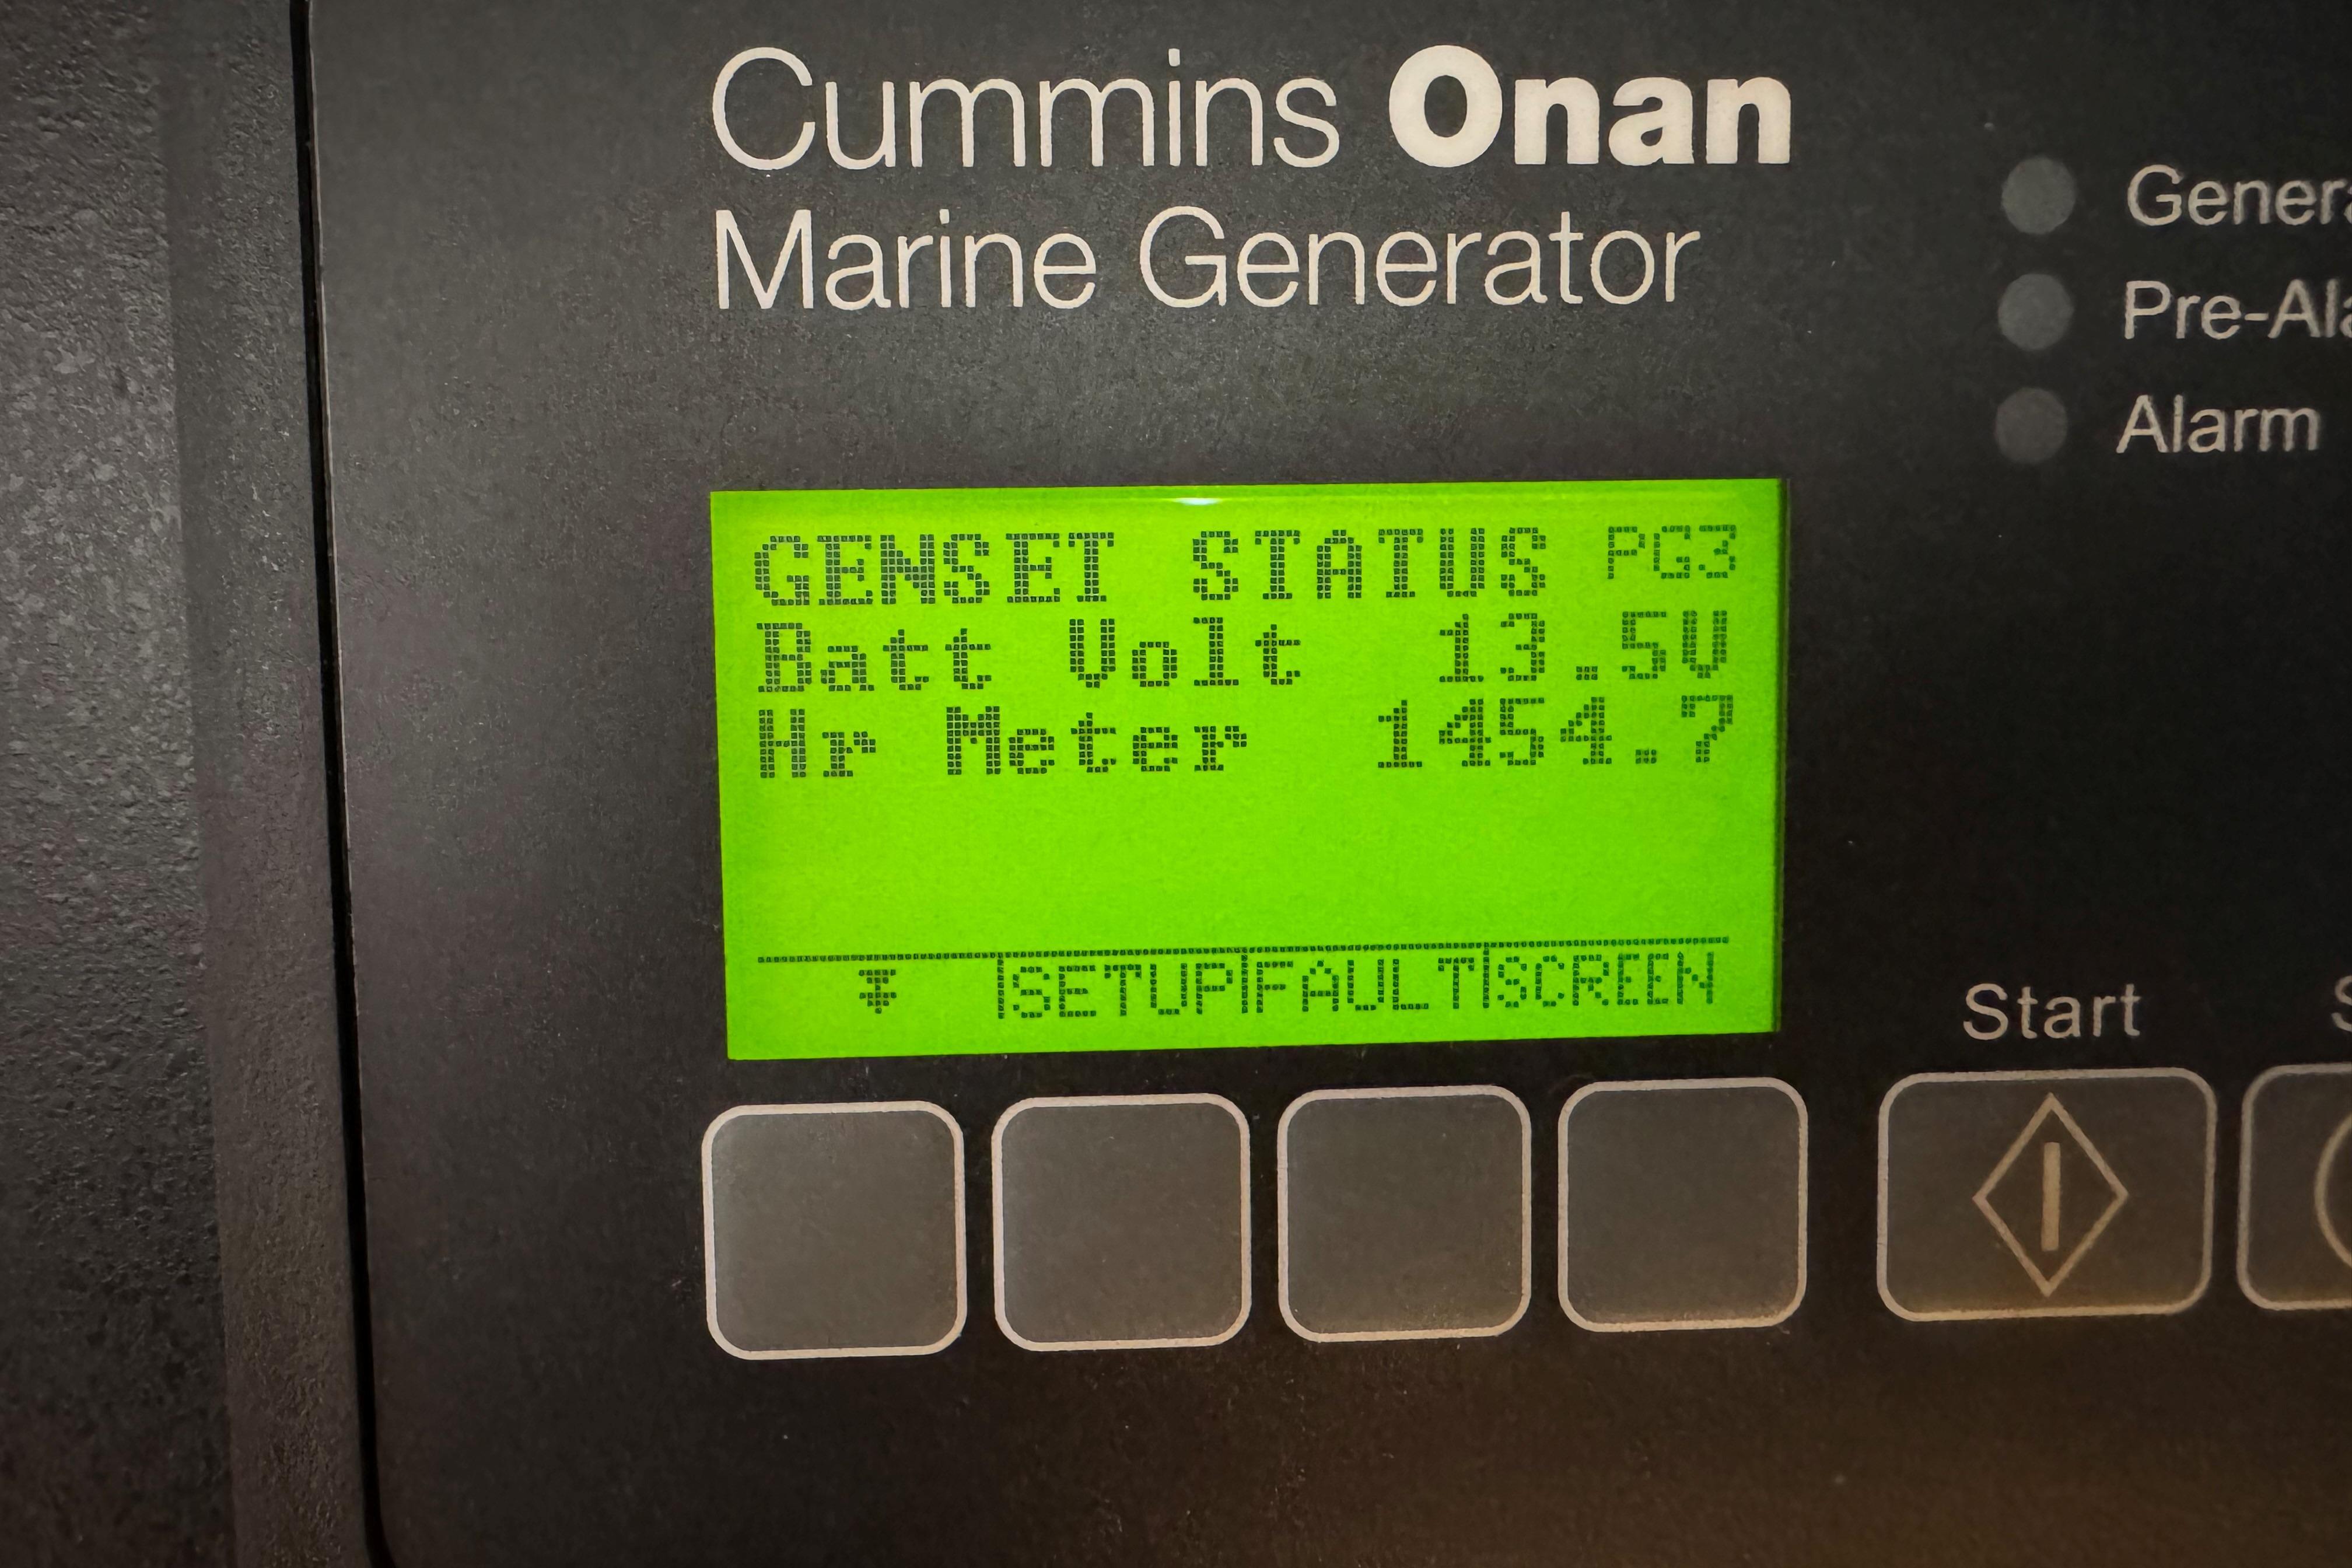 Cummins Onan
Marine Generator
Pre-
Alarm
GENSET STATUS PG3
Batt Volt 13.5V
Hr Meter 1454.7
SETUP|FAULT|SCREEN
Start